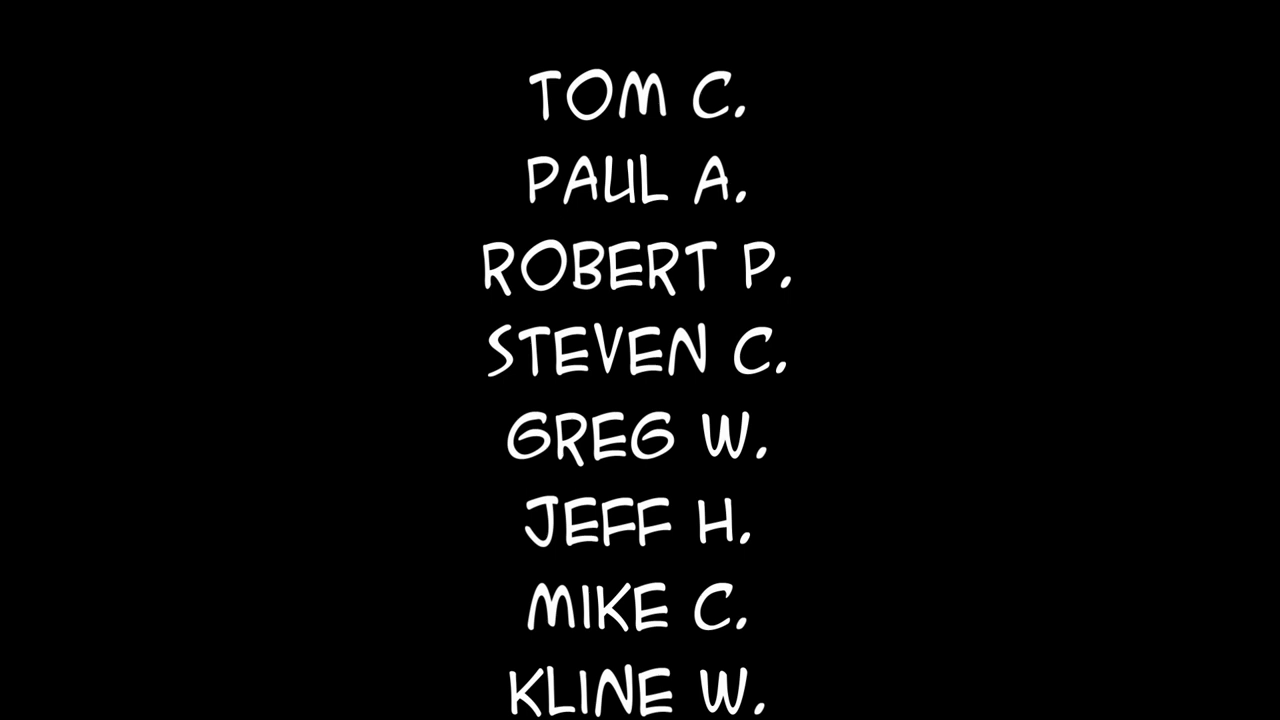 TOM C.
PAUL A.
ROBERT P.
STEVEN C.
GREG W.
JEFF H.
MIKE C.
KLINE W.